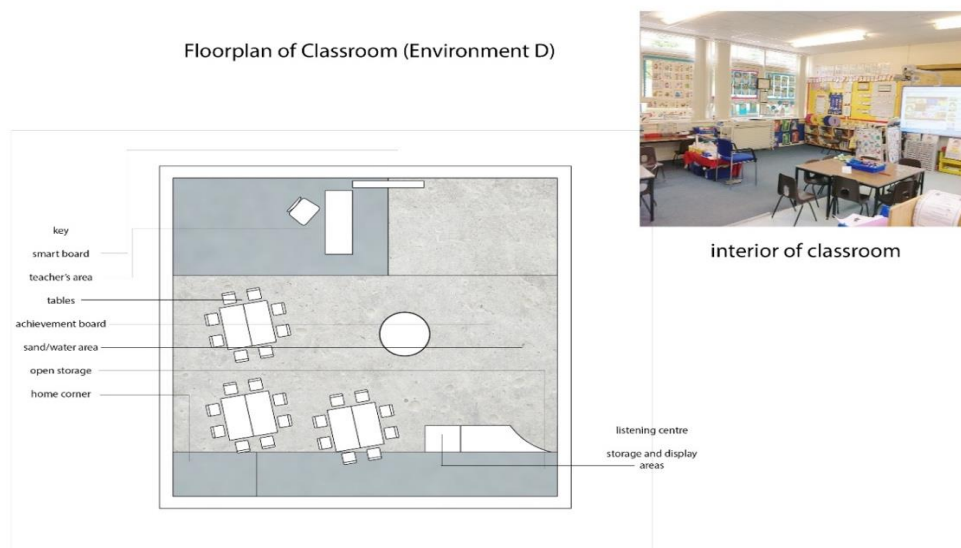 Floorplan of Classroom (Environment D)
interior of classroom
key
smart board
teacher's area
tables
achievement board
sand/water area
open storage
home corner
listening centre
storage and display
areas